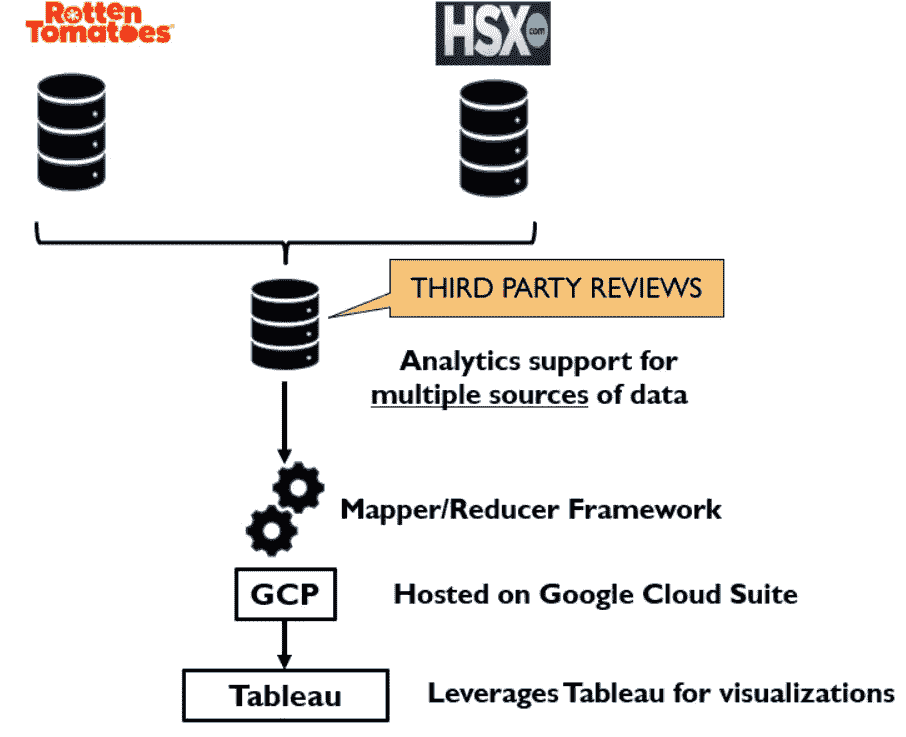 Rotten
Tomatoes
HSX.com
THIRD PARTY REVIEWS
Analytics support for
multiple sources of data
Mapper/Reducer Framework
GCP
Hosted on Google Cloud Suite
Tableau
Leverages Tableau for visualizations